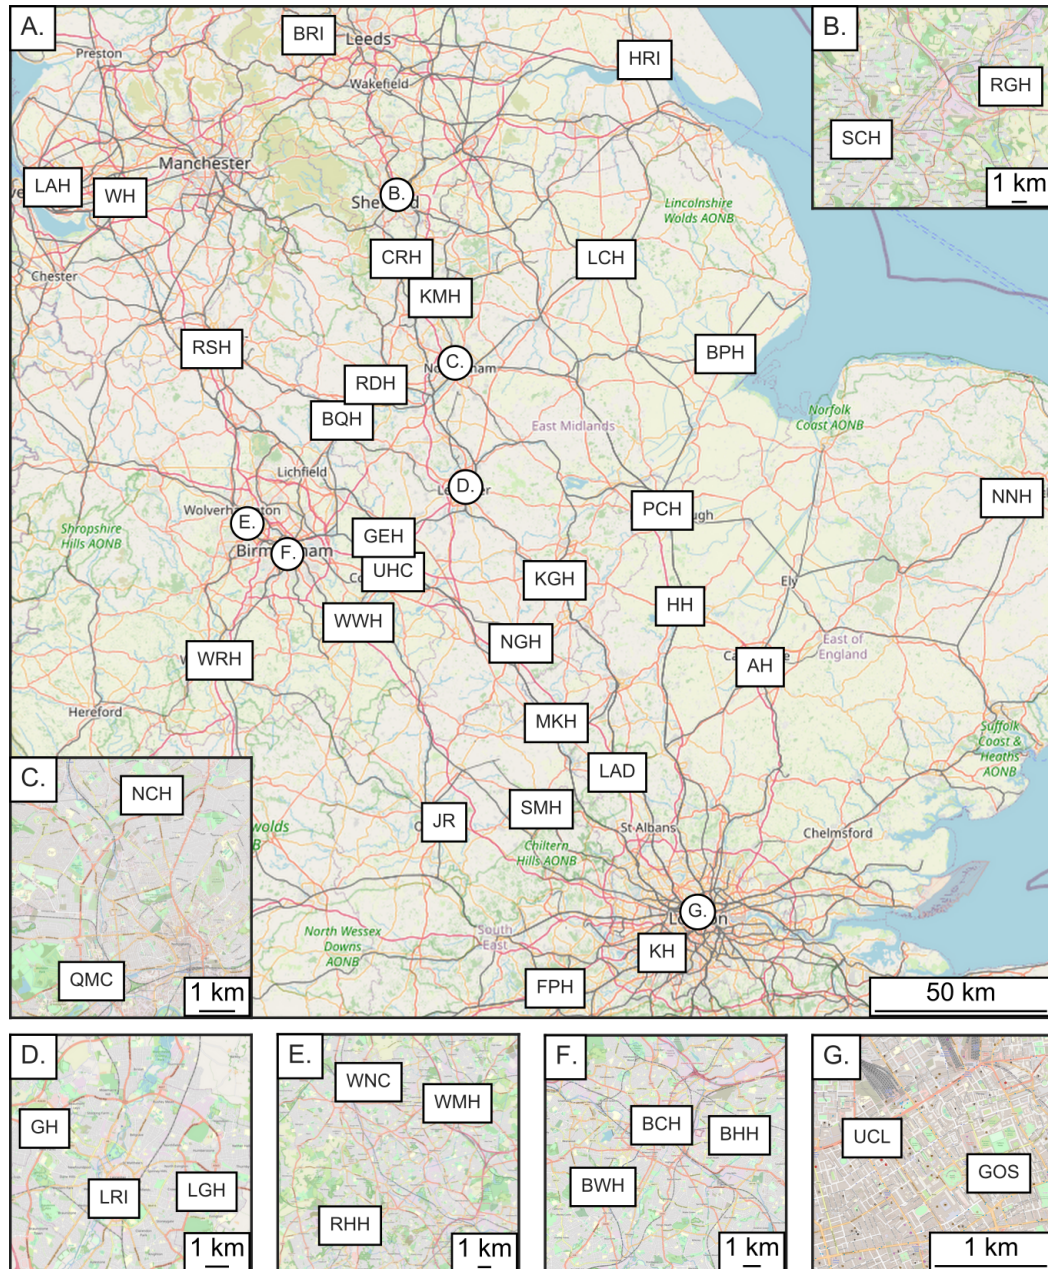 A.
BRI
Leeds
HRI
B.
RGH
SCH
1 km
Preston
Wakefield
Manchester
LAH
WH
B.
Lincolnshire
Wolds AONB
CRH
LCH
Chester
KMH
RSH
C.
BPH
RDH
BQH
East Midlands
Norfolk
Coast AONB
Lichfield
D.
NNH
Shropshire
Hills AONB
E.
PCH
F.
GEH
UHC
KGH
Ely
HH
WWH
NGH
East of
England
WRH
AH
Hereford
MKH
Suffolk
Coast &
Heaths
AONB
C.
NCH
LAD
SMH
JR
St Albans
Chelmsford
Chiltern
Hills AONB
G.
North Wessex
Downs
AONB
South
East
KH
QMC
FPH
1 km
50 km
D.
GH
LRI
LGH
1 km
E.
WNC
WMH
RHH
1 km
F.
BCH
BHH
BWH
1 km
G.
UCL
GOS
1 km